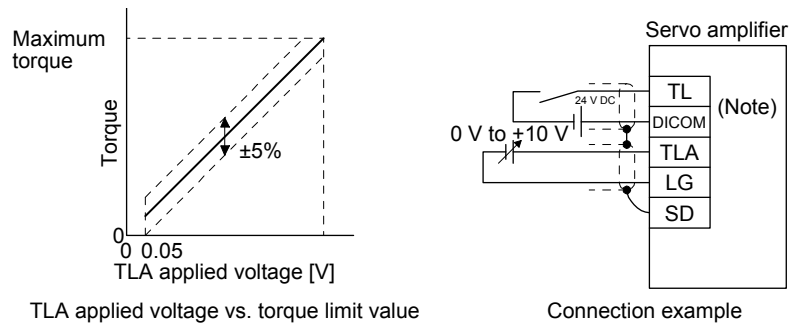 Maximum
torque
Torque
±5%
0
0 0.05
TLA applied voltage [V]
TLA applied voltage vs. torque limit value
Servo amplifier
24 V DC
0 V to +10 V
TL
DICOM
TLA
LG
SD
(Note)
Connection example